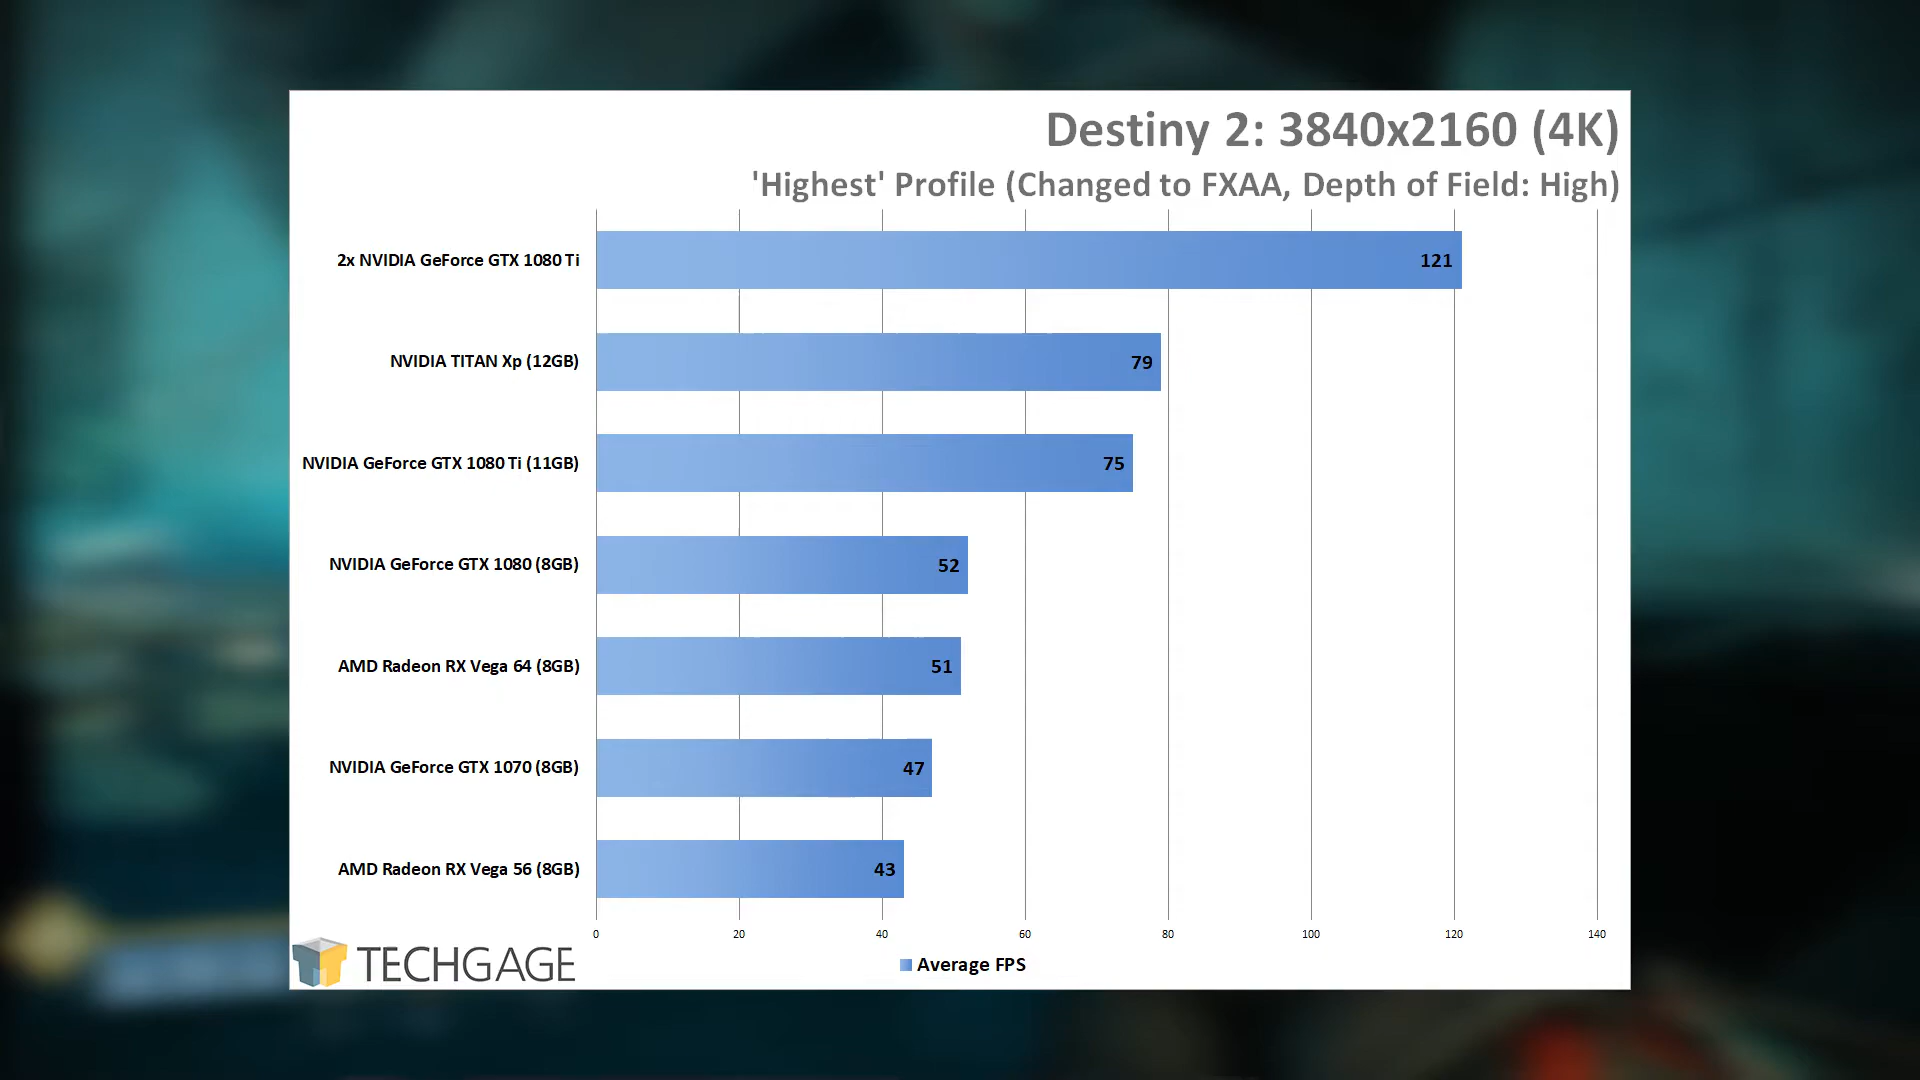 Destiny 2: 3840x2160 (4K)
'Highest' Profile (Changed to FXAA, Depth of Field: High)
2x NVIDIA GeForce GTX 1080 Ti
121
NVIDIA TITAN Xp (12GB)
79
NVIDIA GeForce GTX 1080 Ti (11GB)
75
NVIDIA GeForce GTX 1080 (8GB)
52
AMD Radeon RX Vega 64 (8GB)
51
NVIDIA GeForce GTX 1070 (8GB)
47
AMD Radeon RX Vega 56 (8GB)
43
0 20 40 60 80 100 120 140
TECHGAGE
Average FPS